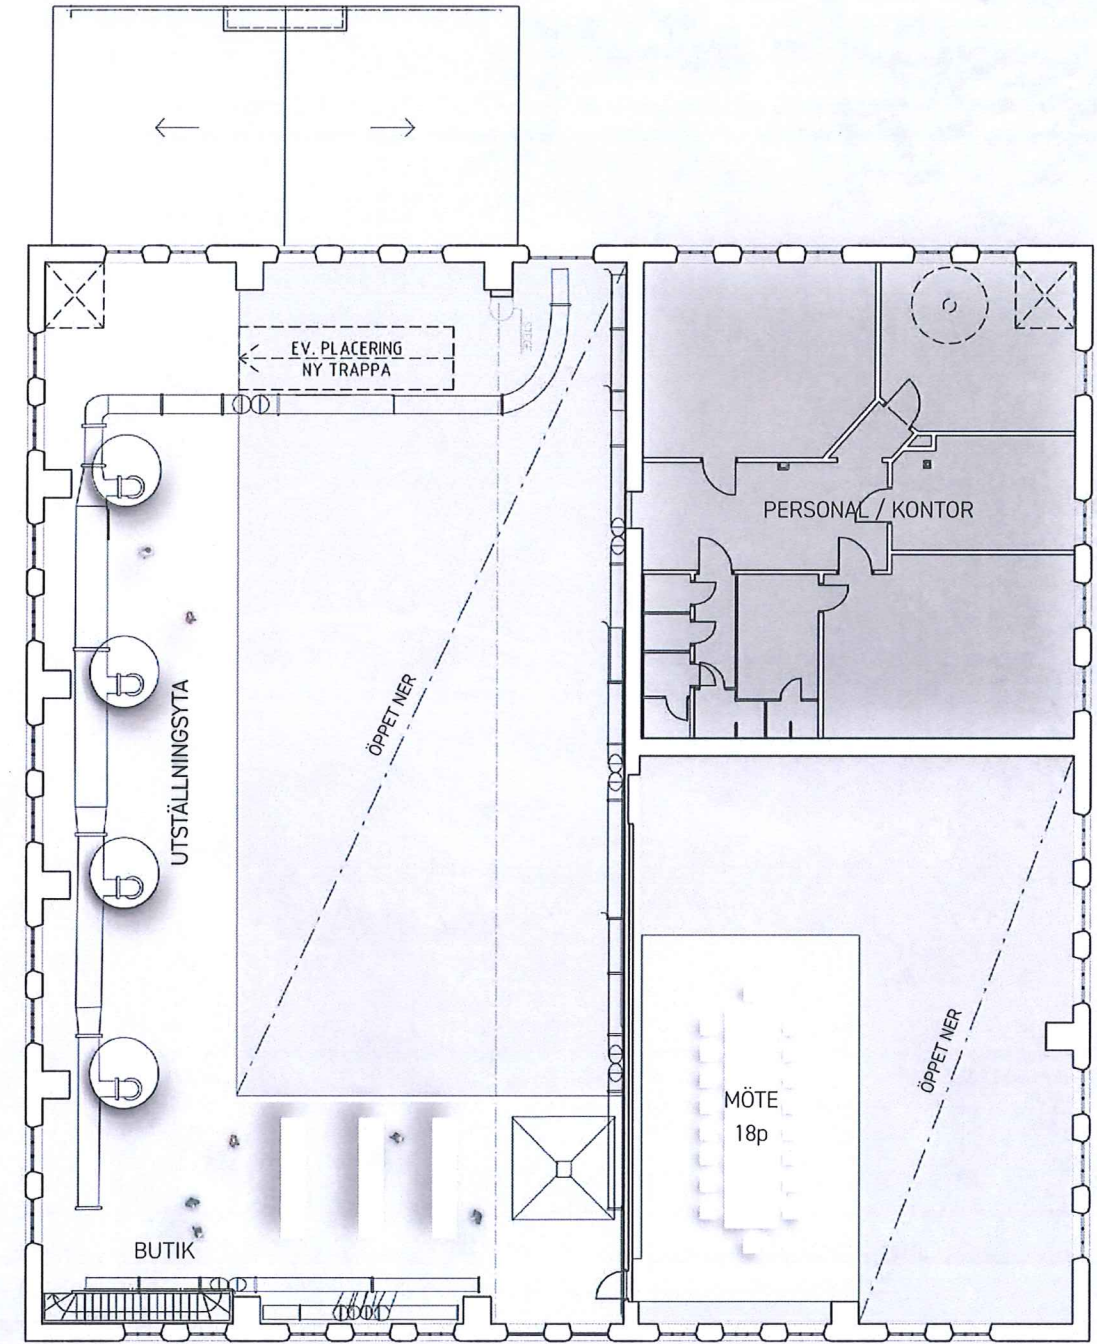 EV. PLACERING
NY TRAPPA
PERSONAL / KONTOR
UTSTÄLLNINGSYTA
ÖPPET NER
MÖTE
18p
ÖPPET NER
BUTIK